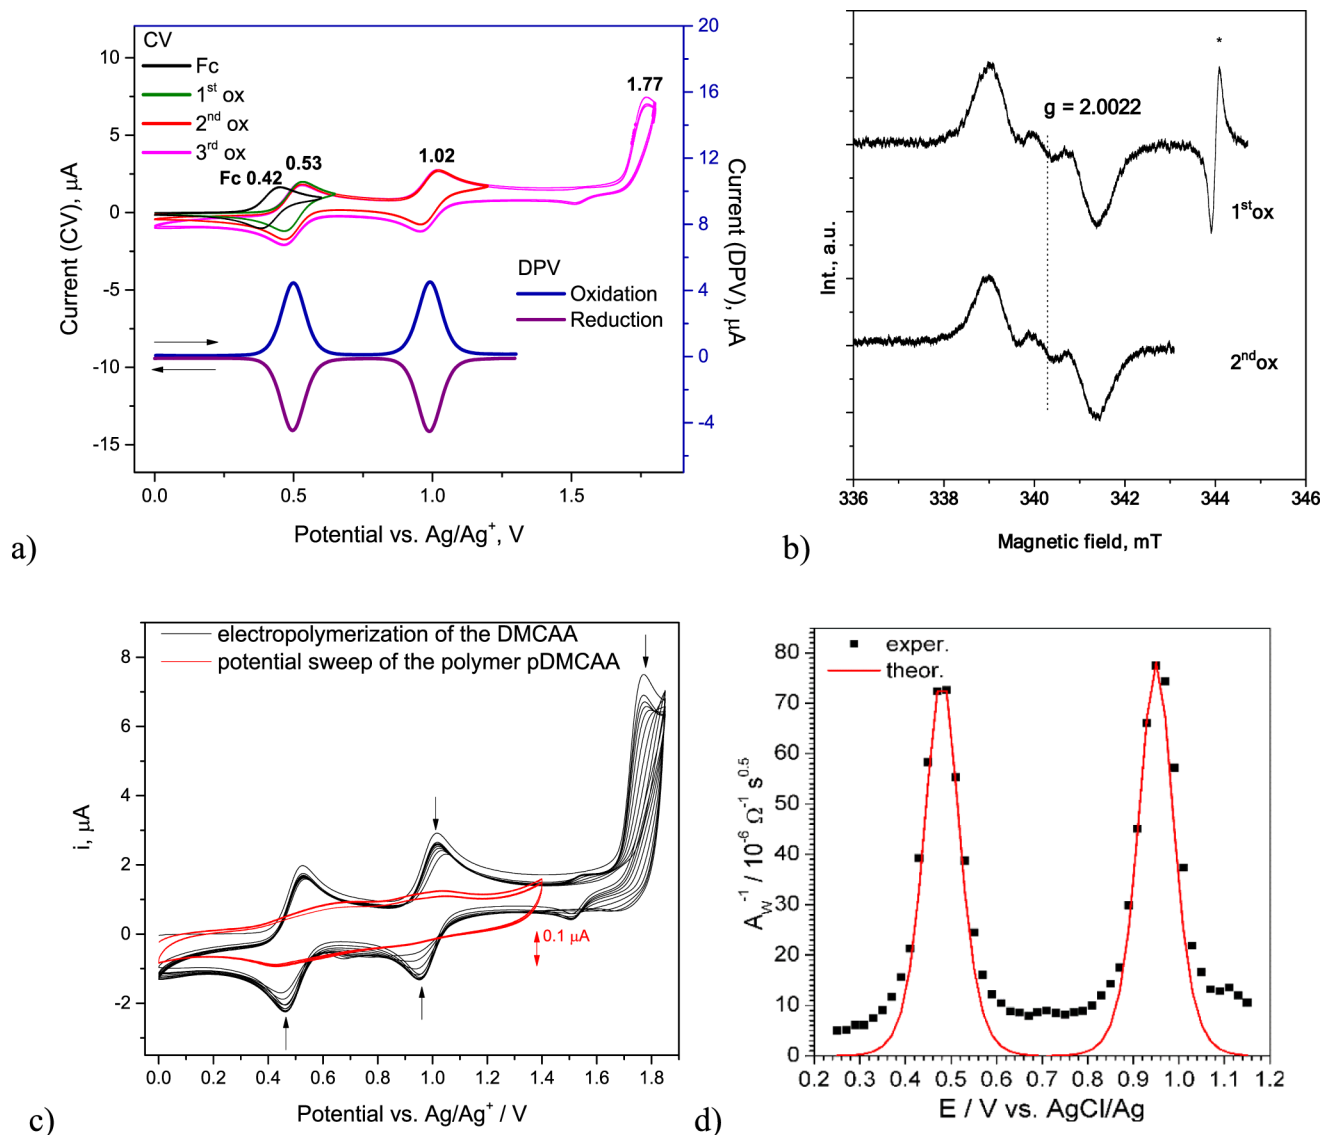 CV
Fc
1st ox
2nd ox
3rd ox
Fc 0.42
0.53
1.02
1.77
DPV
Oxidation
Reduction
10
5
0
-5
-10
-15
Current (CV), µA
20
16
12
8
4
0
-4
Current (DPV), µA
0.0 0.5 1.0 1.5
Potential vs. Ag/Ag+, V
a)
*
g = 2.0022
1st ox
2nd ox
Int., a.u.
336 338 340 342 344 346
Magnetic field, mT
b)
electropolymerization of the DMCAA
potential sweep of the polymer pDMCAA
8
6
4
2
0
-2
i, µA
0.1 µA
0.0 0.2 0.4 0.6 0.8 1.0 1.2 1.4 1.6 1.8
Potential vs. Ag/Ag+ / V
c)
exper.
theor.
80
70
60
50
40
30
20
10
0
AW-1 / 10-6 Ω-1 s0.5
0.2 0.3 0.4 0.5 0.6 0.7 0.8 0.9 1.0 1.1 1.2
E / V vs. AgCl/Ag
d)